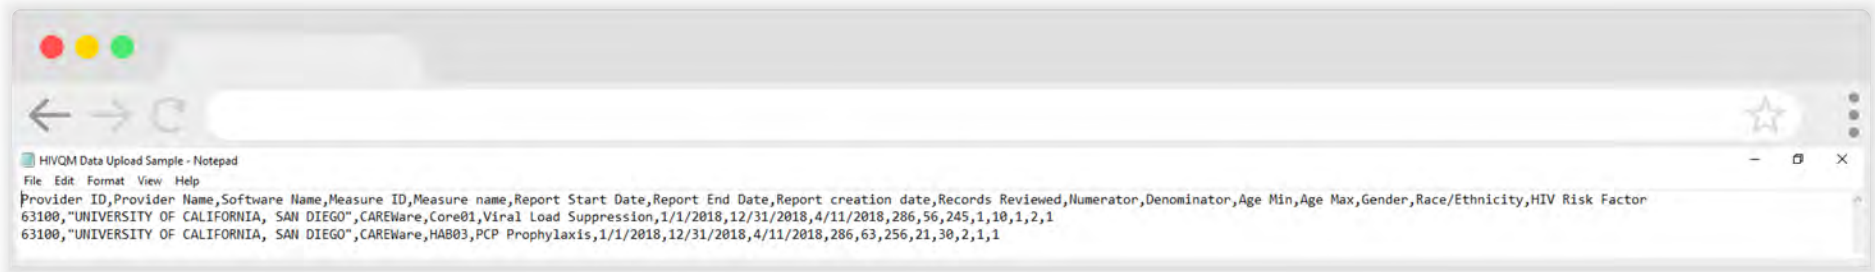 HIVQM Data Upload Sample - Notepad
File Edit Format View Help
Provider ID,Provider Name,Software Name,Measure ID,Measure name,Report Start Date,Report End Date,Report creation date,Records Reviewed,Numerator,Denominator,Age Min,Age Max,Gender,Race/Ethnicity,HIV Risk Factor
63100,"UNIVERSITY OF CALIFORNIA, SAN DIEGO",CAREWare,Core01,Viral Load Suppression,1/1/2018,12/31/2018,4/11/2018,286,56,245,1,10,1,2,1
63100,"UNIVERSITY OF CALIFORNIA, SAN DIEGO",CAREWare,HAB03,PCP Prophylaxis,1/1/2018,12/31/2018,4/11/2018,286,63,256,21,30,2,1,1